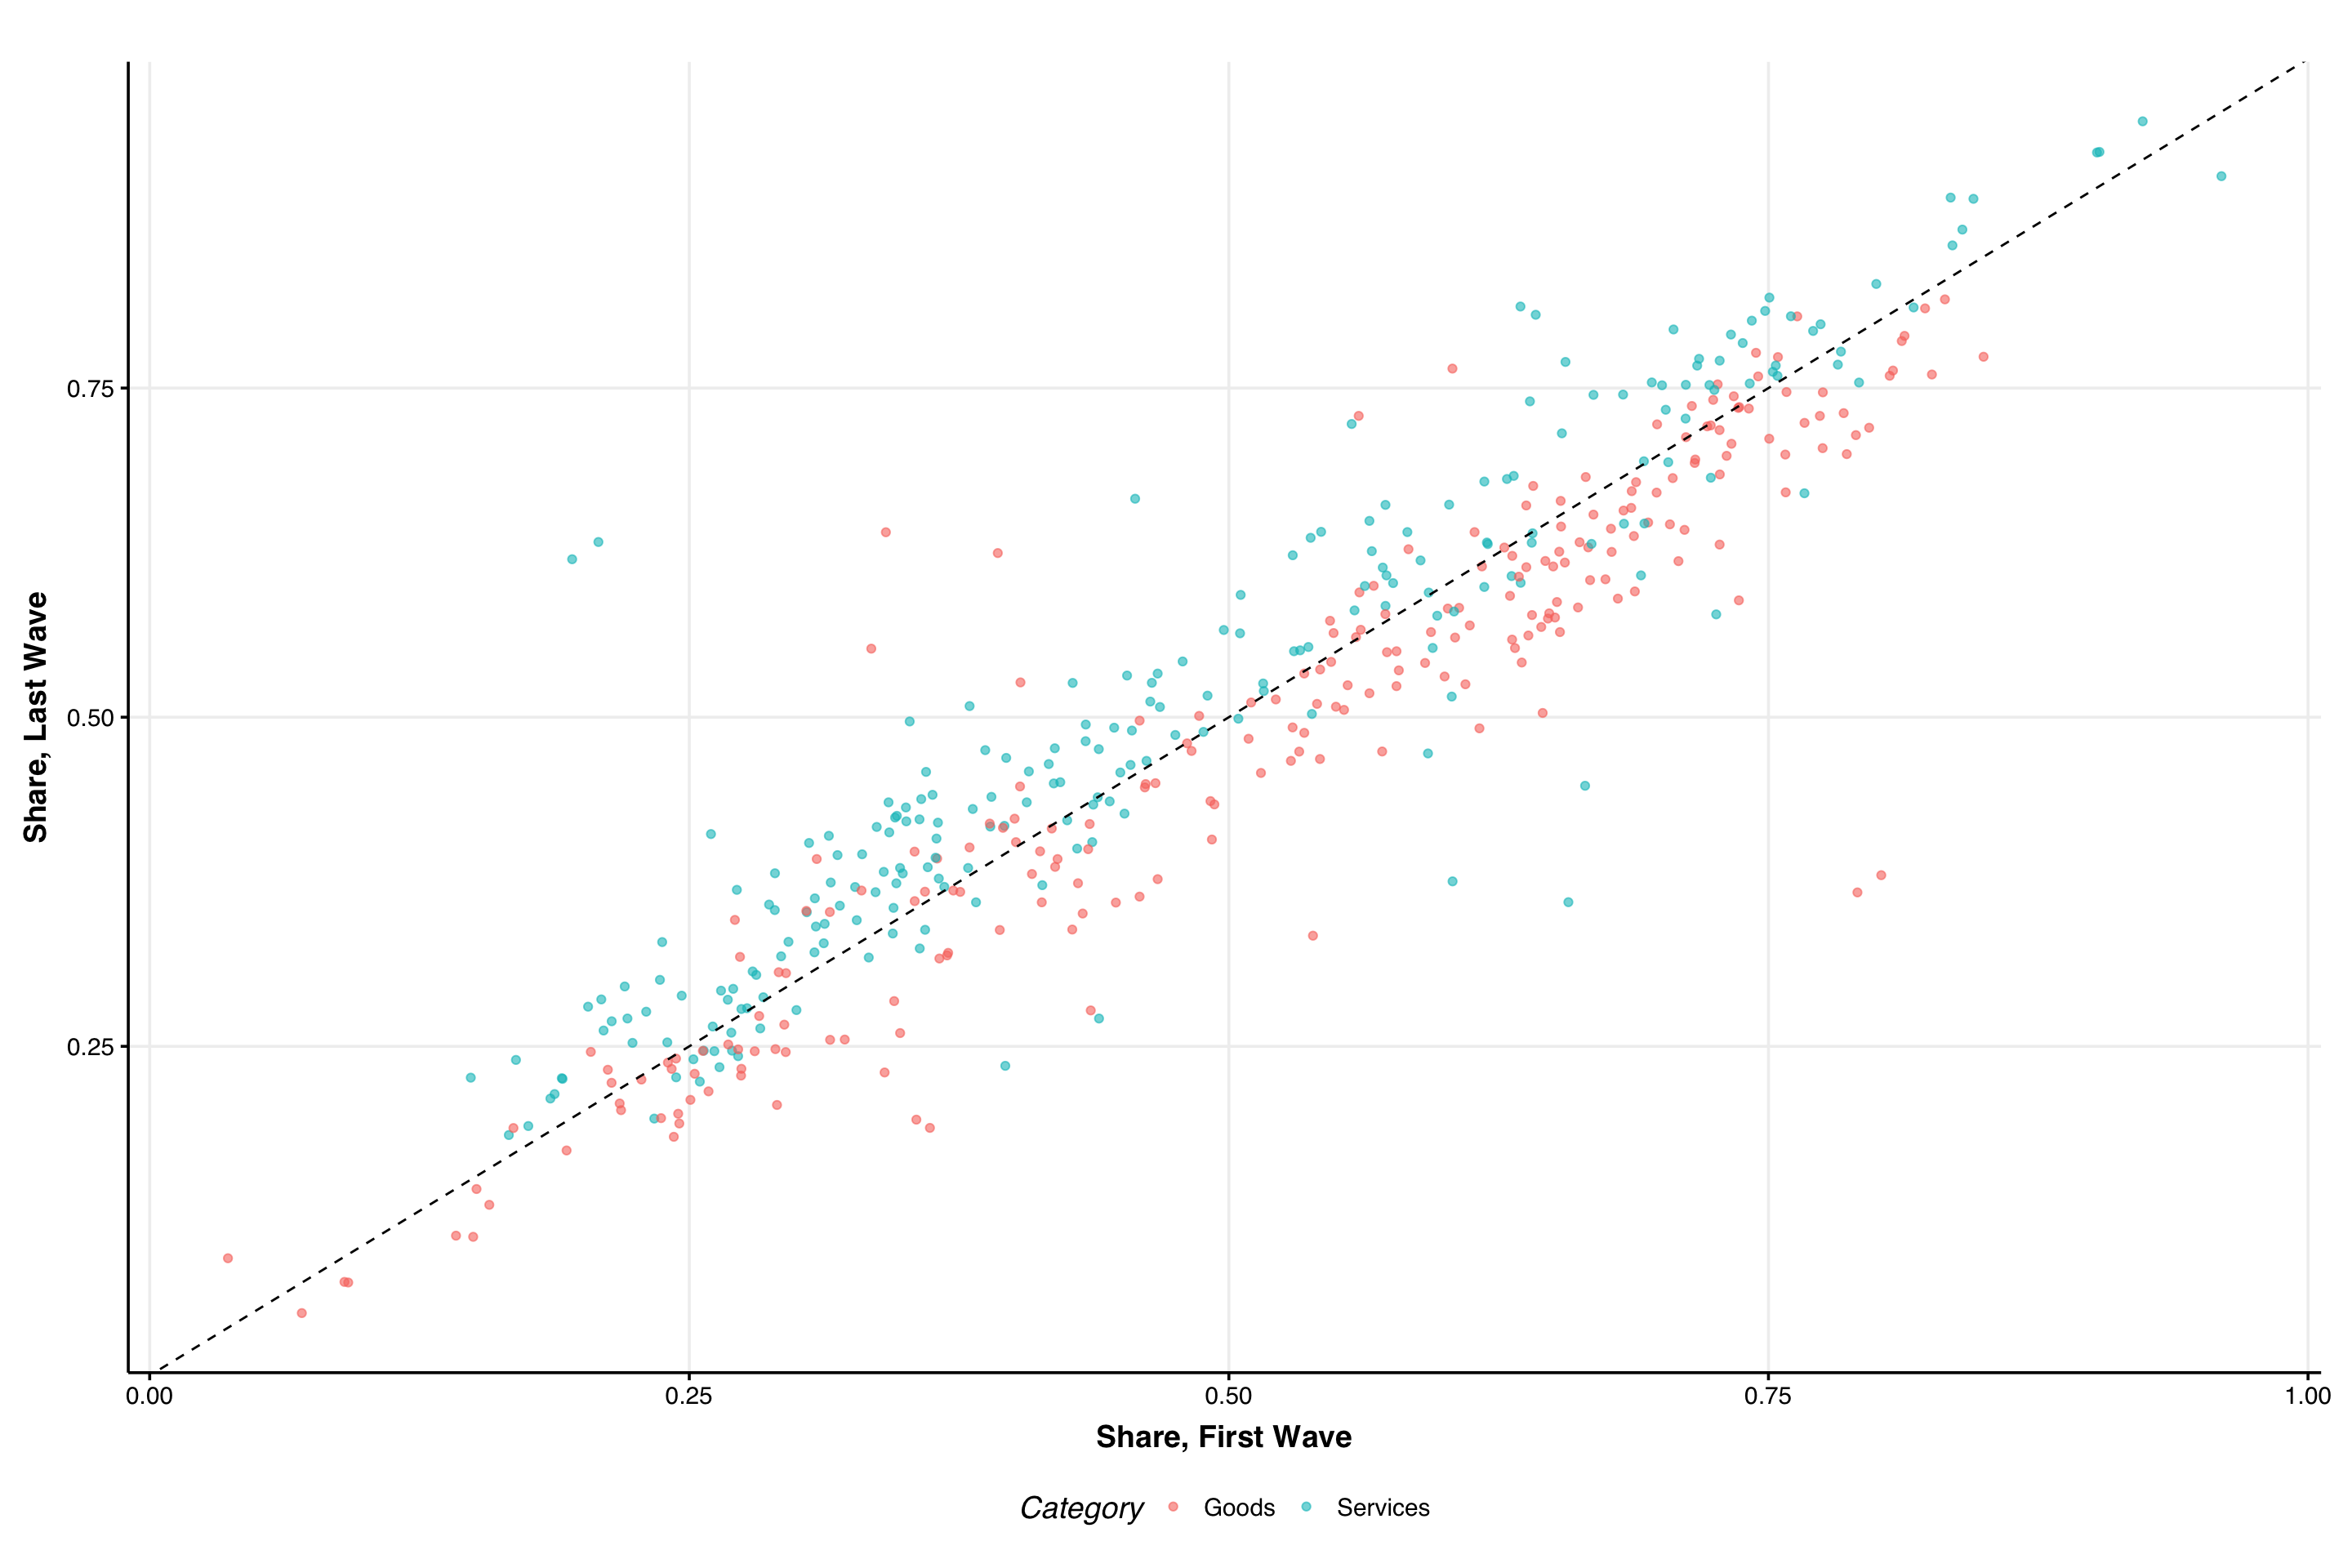 Share, Last Wave
0.75
0.50
0.25
0.00 0.25 0.50 0.75 1.00
Share, First Wave
Category Goods Services